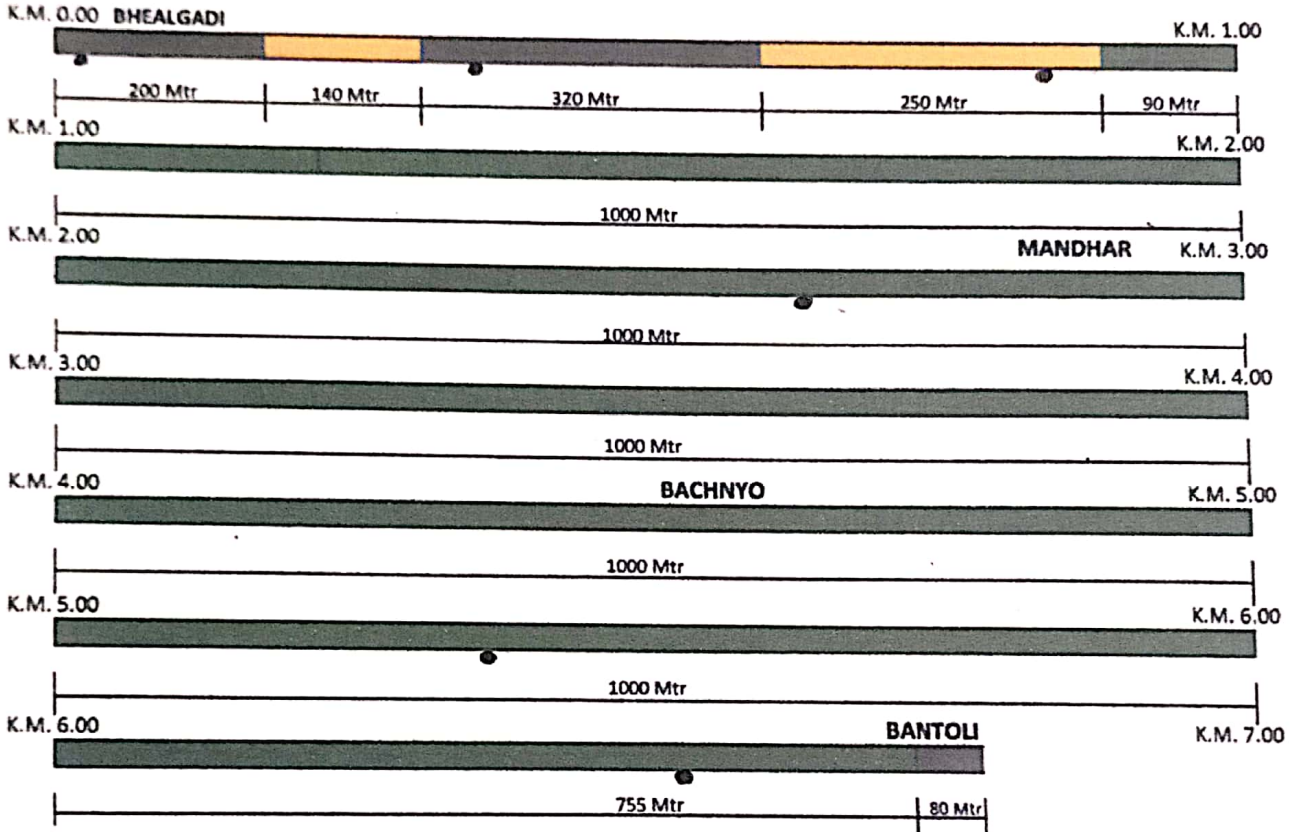 K.M. 0.00 BHEALGADI
K.M. 1.00
200 Mtr 140 Mtr 320 Mtr 250 Mtr 90 Mtr
K.M. 1.00
K.M. 2.00
1000 Mtr
K.M. 2.00
MANDHAR K.M. 3.00
1000 Mtr
K.M. 3.00
K.M. 4.00
1000 Mtr
K.M. 4.00
BACHNYO K.M. 5.00
1000 Mtr
K.M. 5.00
K.M. 6.00
1000 Mtr
K.M. 6.00
BANTOLI K.M. 7.00
755 Mtr 80 Mtr